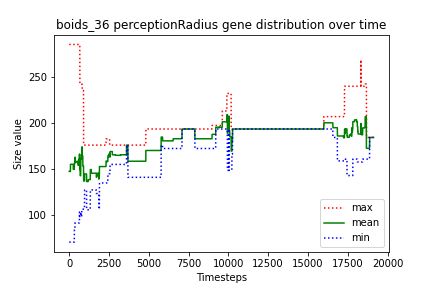 boids_36 perceptionRadius gene distribution over time
Size value
250
200
150
100
max
mean
min
0
2500
5000
7500
10000
12500
15000
17500
20000
Timesteps